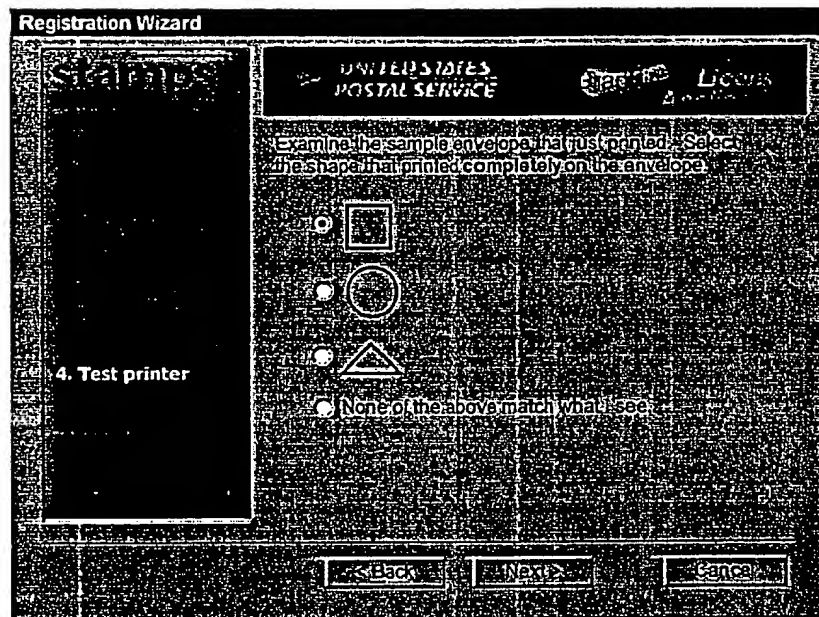 Registration Wizard
stamps
UNITED STATES
POSTAL SERVICE
Examine the sample envelope that just printed. Select
the shape that printed completely on the envelope.
4. Test printer
None of the above match what I see.
< Back
Next >
Cancel